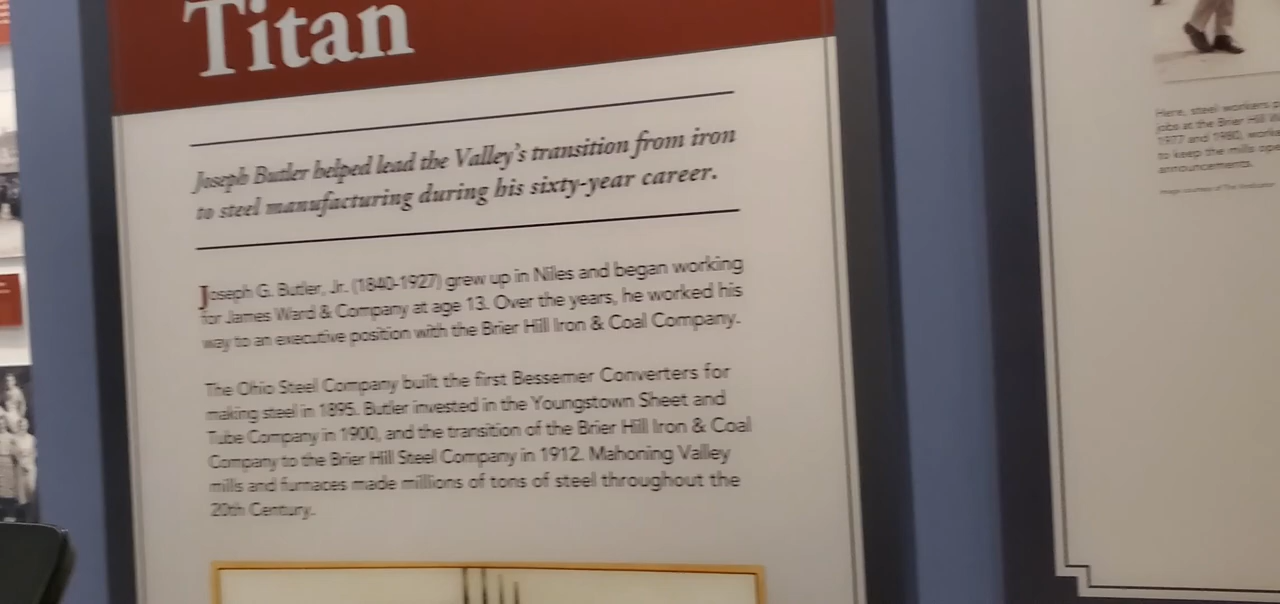 Titan
Joseph Butler helped lead the Valley's transition from iron
to steel manufacturing during his sixty-year career.
Joseph G. Butler, Jr. (1840-1927) grew up in Niles and began working
for James Ward & Company at age 13. Over the years, he worked his
way to an executive position with the Brier Hill Iron & Coal Company.
The Ohio Steel Company built the first Bessemer Converters for
making steel in 1895. Butler invested in the Youngstown Sheet and
Tube Company in 1900, and the transition of the Brier Hill Iron & Coal
Company to the Brier Hill Steel Company in 1912. Mahoning Valley
mills and furnaces made millions of tons of steel throughout the
20th Century.
Here, steel workers
jobs at the Brier Hill
1977 and 1980,
to keep the mills
announcements.
Image courtesy of The Vindicator